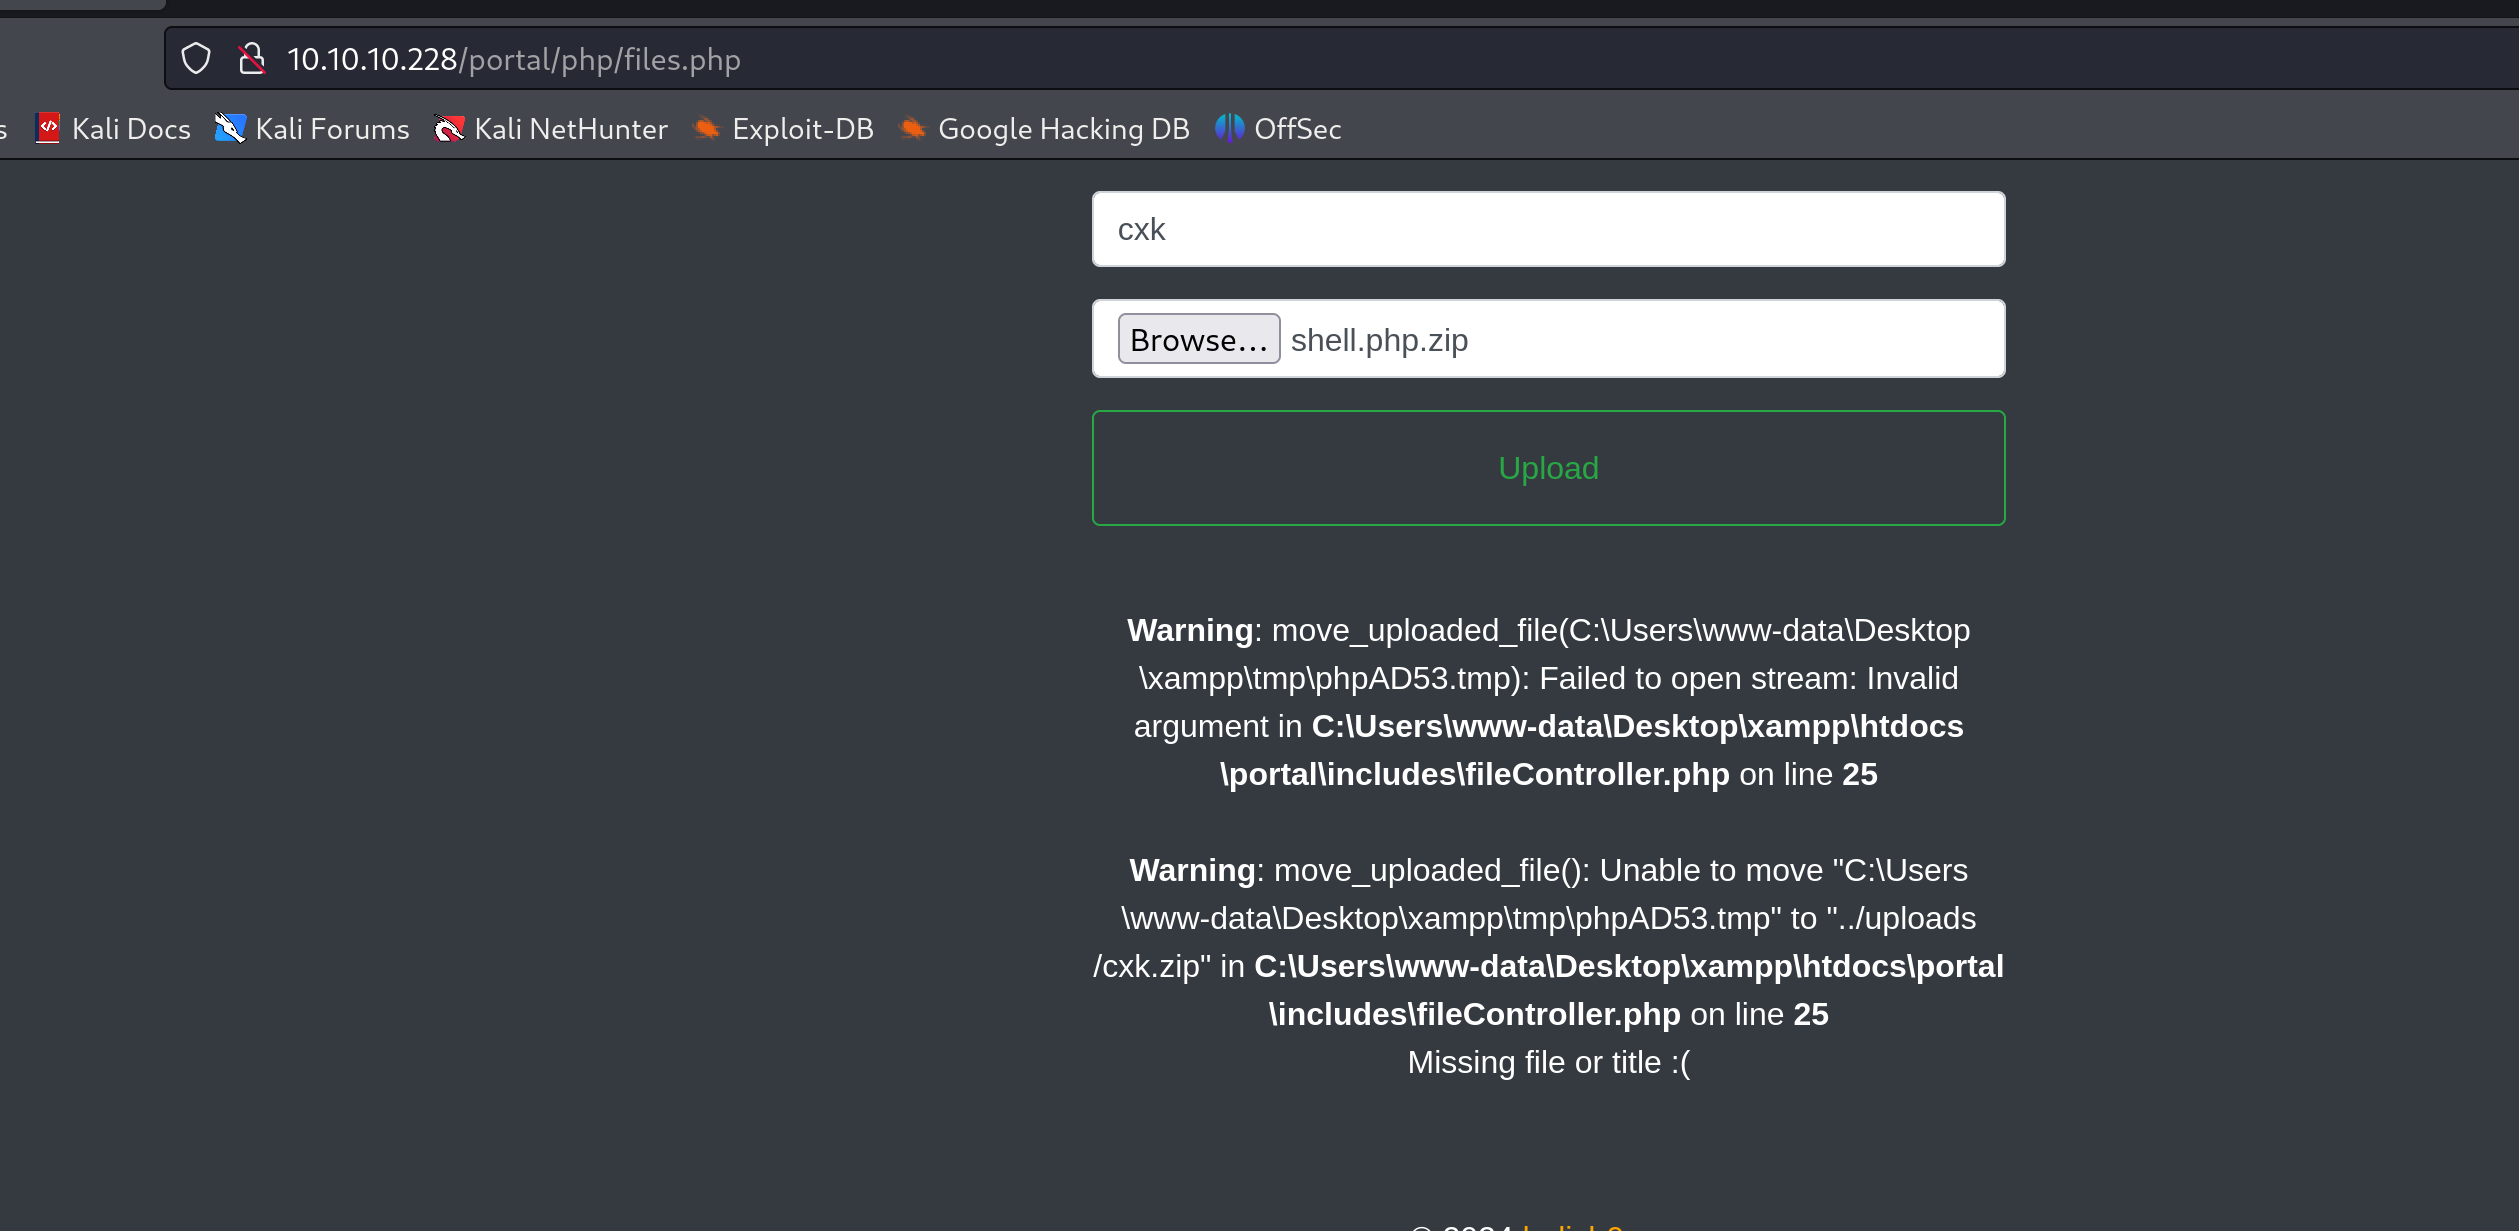 10.10.10.228/portal/php/files.php
s Kali Docs Kali Forums Kali NetHunter Exploit-DB Google Hacking DB OffSec
cxk
Browse... shell.php.zip
Upload
Warning: move_uploaded_file(C:\Users\www-data\Desktop
\xampp\tmp\phpAD53.tmp): Failed to open stream: Invalid
argument in C:\Users\www-data\Desktop\xampp\htdocs
\portal\includes\fileController.php on line 25
Warning: move_uploaded_file(): Unable to move "C:\Users
\www-data\Desktop\xampp\tmp\phpAD53.tmp" to "../uploads
/cxk.zip" in C:\Users\www-data\Desktop\xampp\htdocs\portal
\includes\fileController.php on line 25
Missing file or title :(